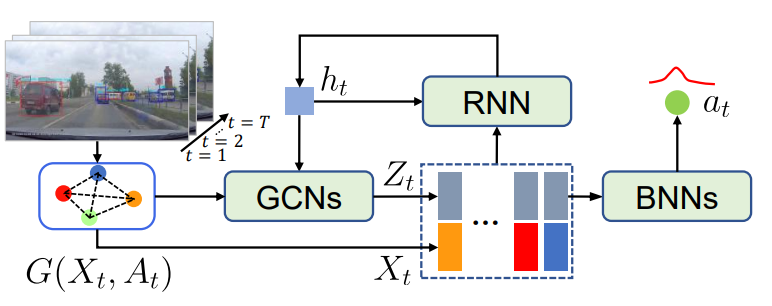 h_t
RNN
a_t
t = T
t = 2
t = 1
GCNs
Z_t
...
BNNs
X_t
G(X_t, A_t)